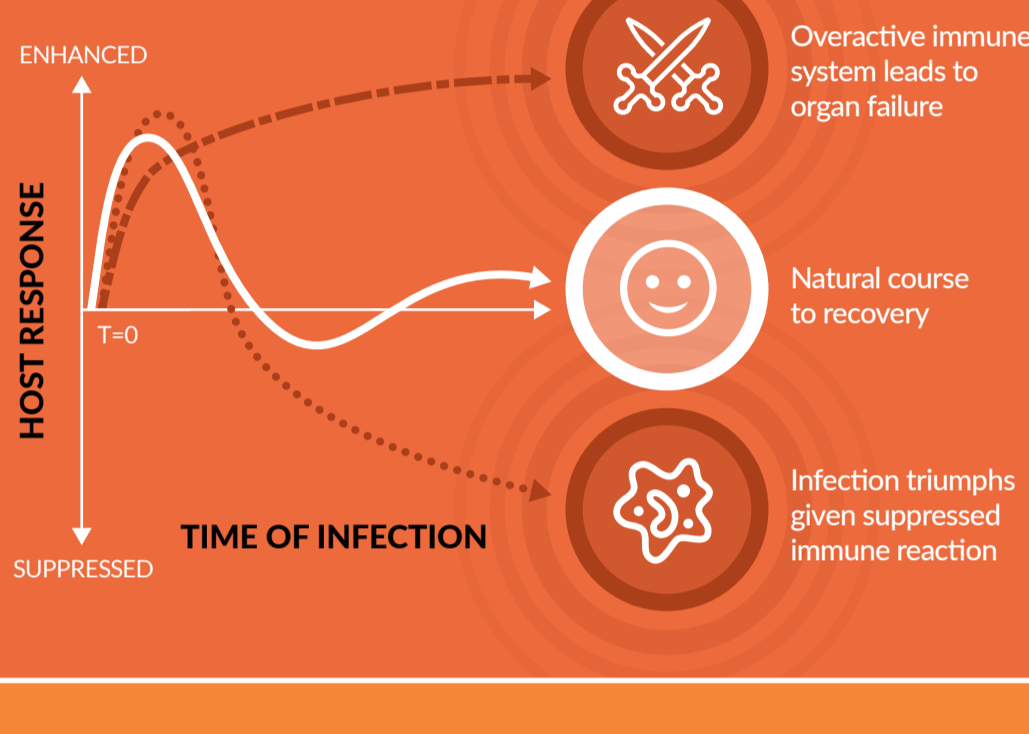 ENHANCED
HOST RESPONSE
T=0
SUPPRESSED
TIME OF INFECTION
Overactive immune
system leads to
organ failure
Natural course
to recovery
Infection triumphs
given suppressed
immune reaction